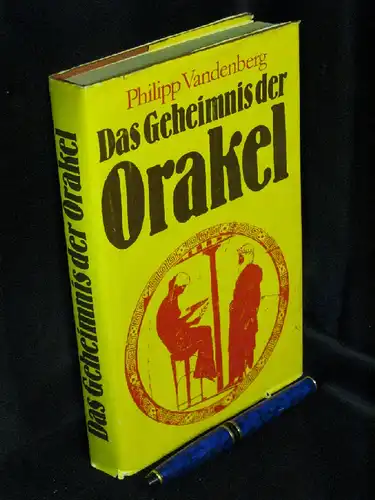 Philipp Vandenberg
Das Geheimnis der
Orakel
Das Geheimnis der Orakel